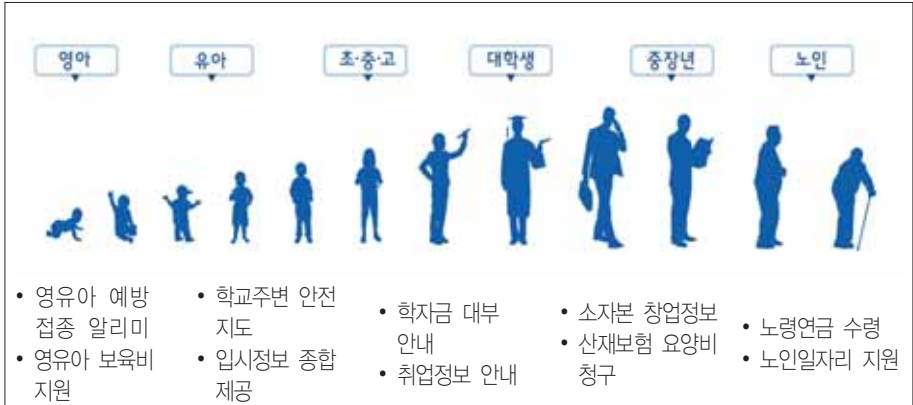 영아
유아
초·중·고
대학생
중장년
노인
• 영유아 예방
접종 알리미
• 영유아 보육비
지원
• 학교주변 안전
지도
• 입시정보 종합
제공
• 학자금 대부
안내
• 취업정보 안내
• 소자본 창업정보
• 산재보험 요양비
청구
• 노령연금 수령
• 노인일자리 지원